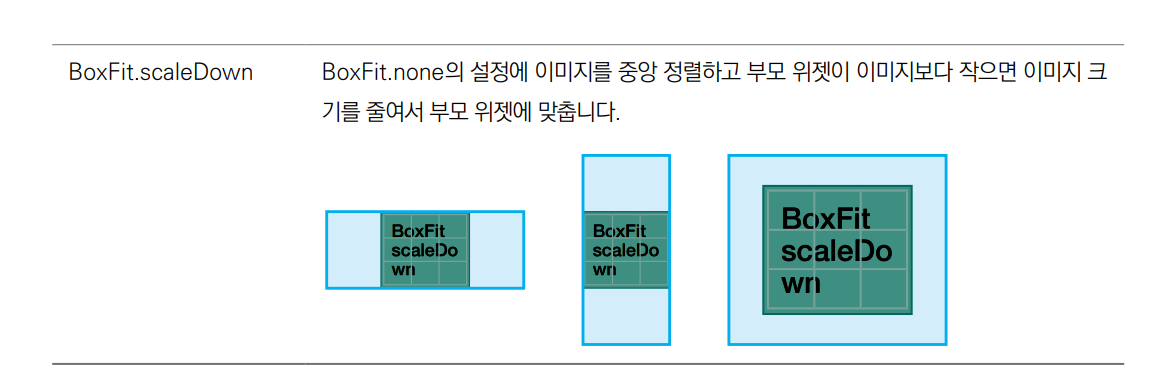 BoxFit.scaleDown
BoxFit.none의 설정에 이미지를 중앙 정렬하고 부모 위젯이 이미지보다 작으면 이미지 크
기를 줄여서 부모 위젯에 맞춥니다.
BoxFit
scaleDo
wn
BoxFit
scaleDo
wn
BoxFit
scaleDo
wn